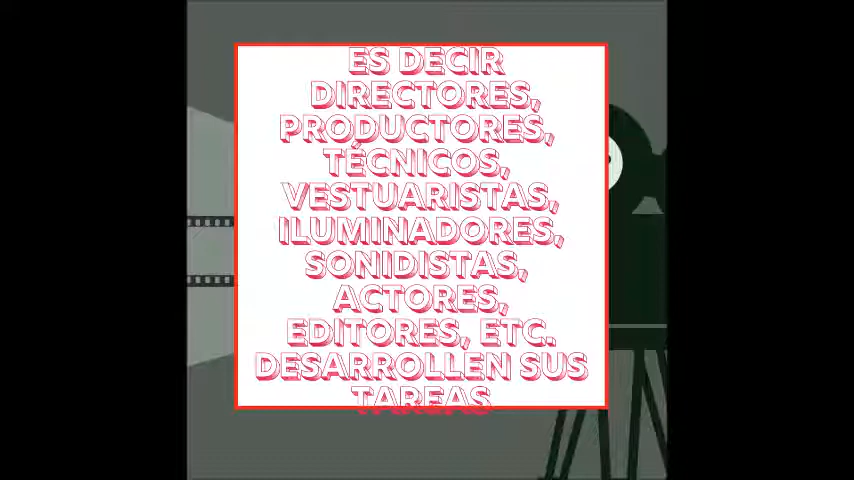 ES DECIR
DIRECTORES,
PRODUCTORES,
TÉCNICOS,
VESTUARISTAS,
ILUMINADORES,
SONIDISTAS,
ACTORES,
EDITORES, ETC.
DESARROLLEN SUS
TAREAS